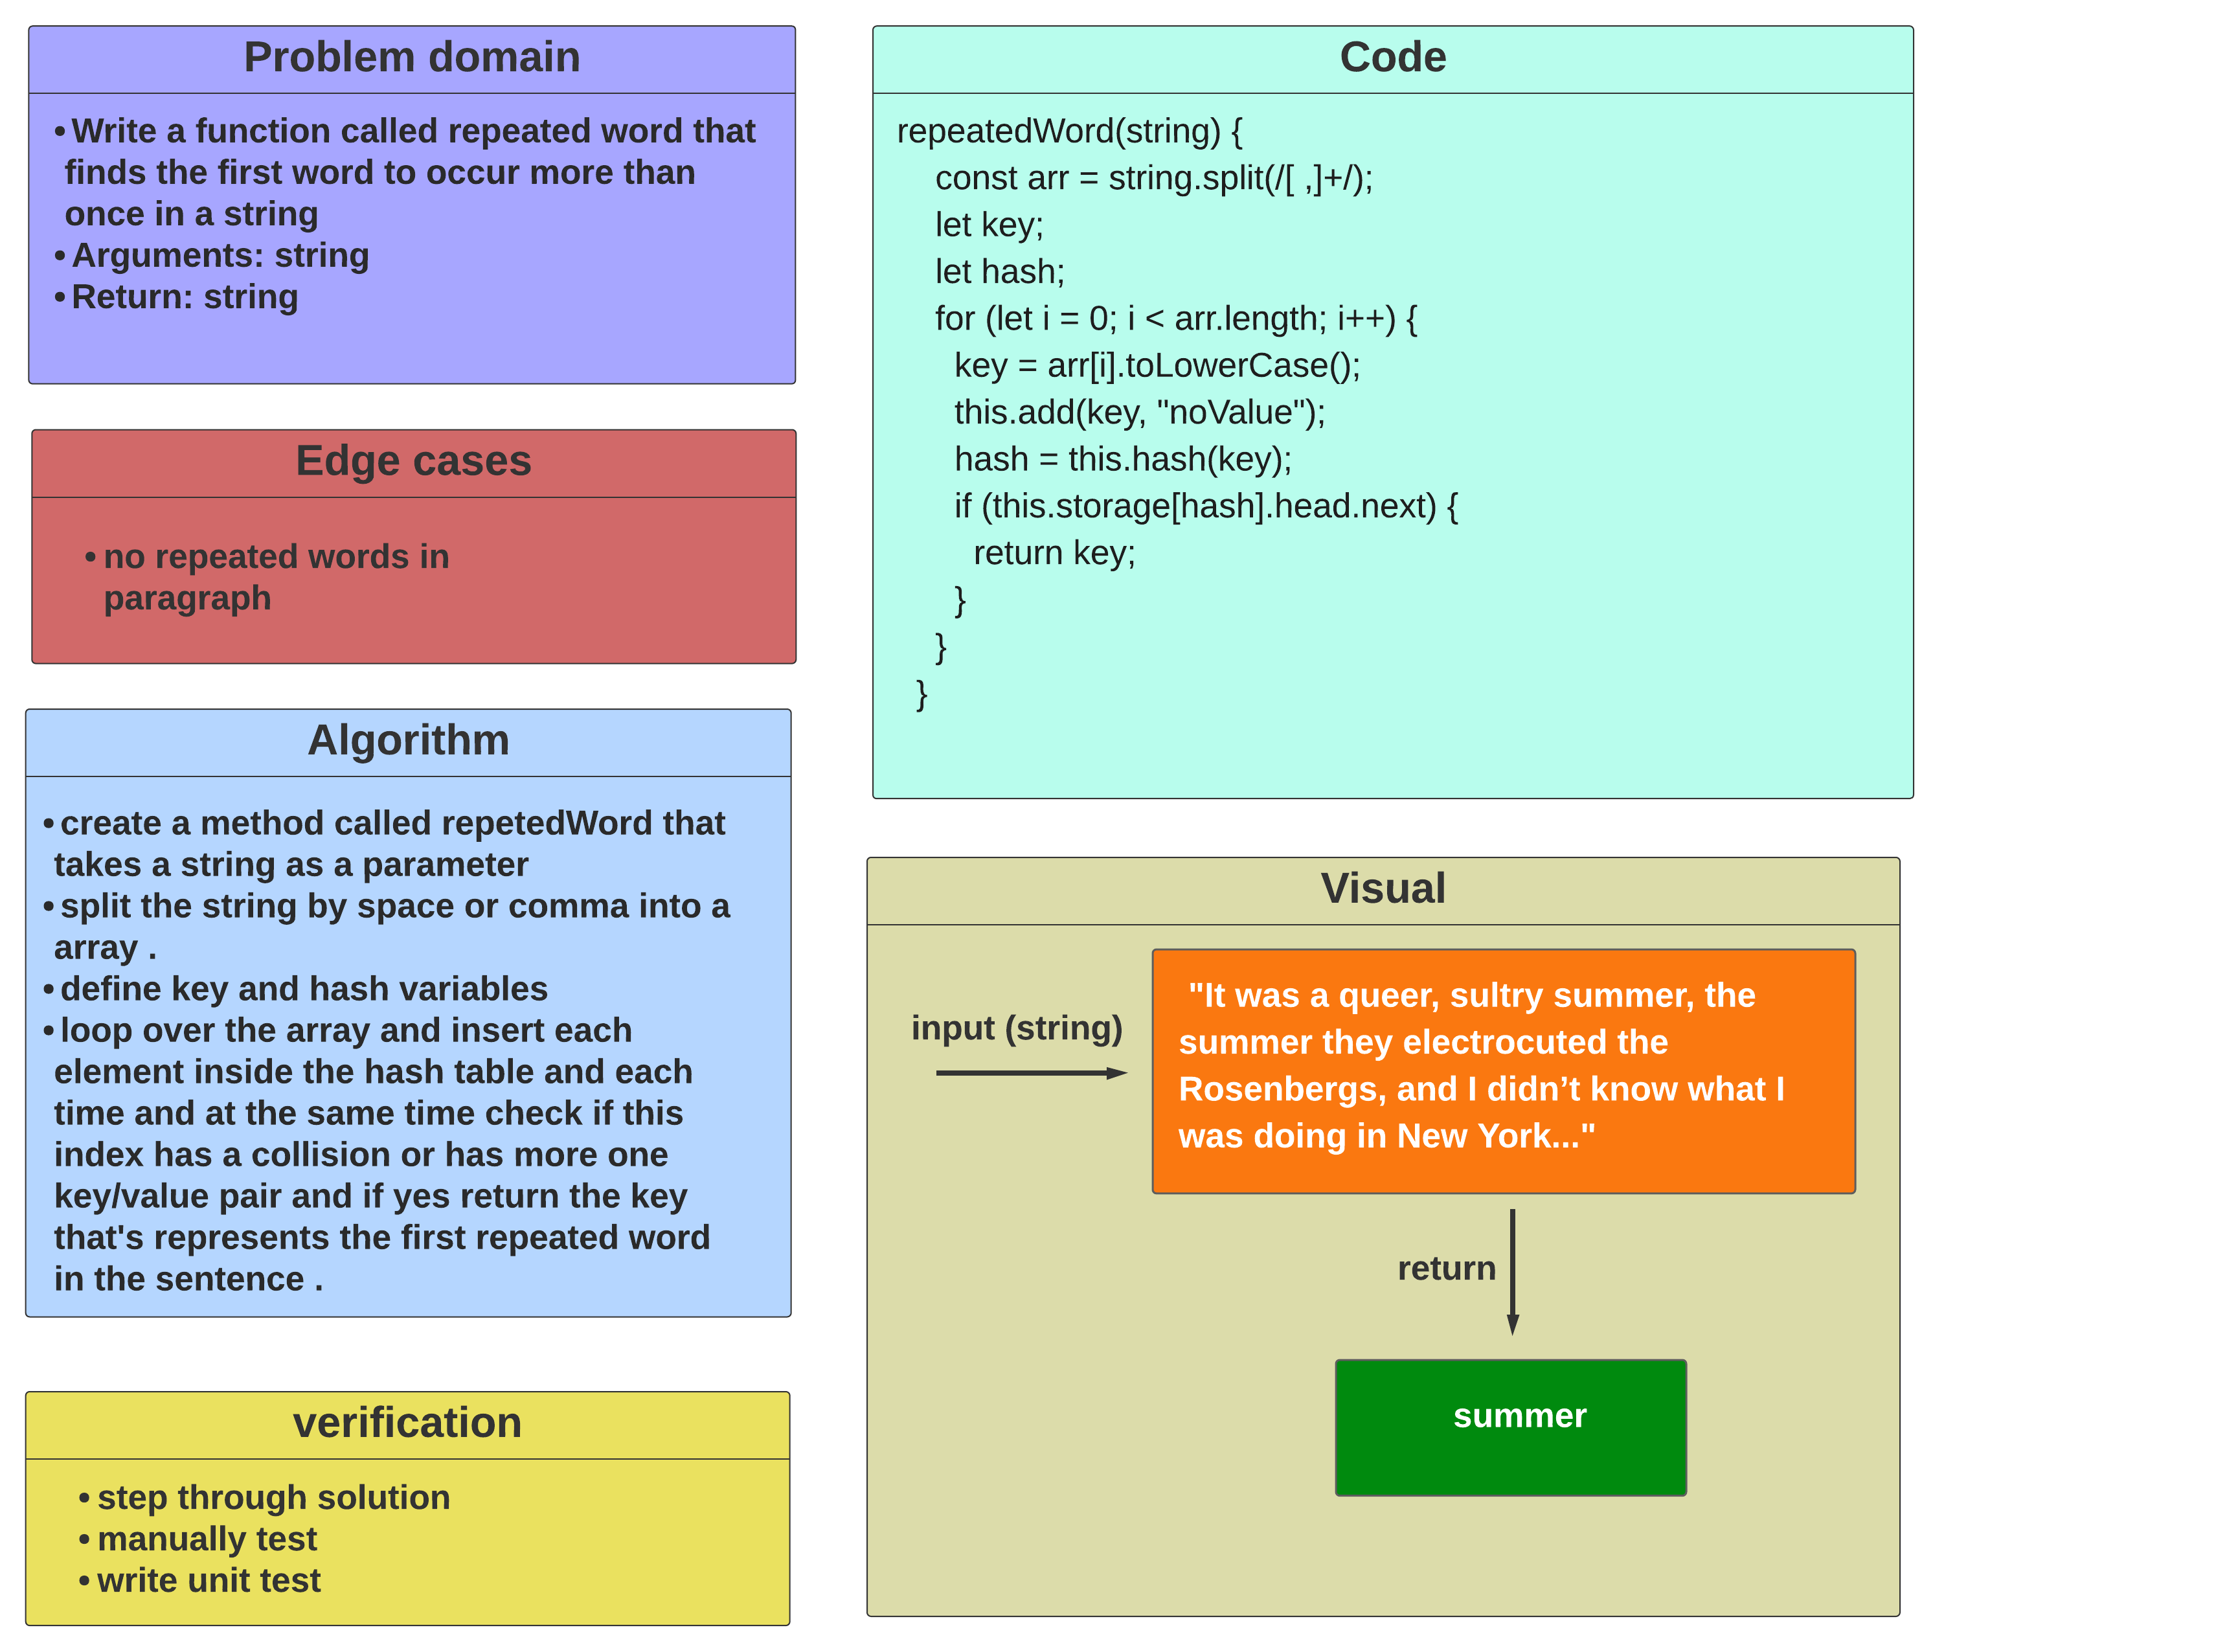 Problem domain
•Write a function called repeated word that
finds the first word to occur more than
once in a string
•Arguments: string
•Return: string
Edge cases
•no repeated words in
paragraph
Algorithm
•create a method called repetedWord that
takes a string as a parameter
•split the string by space or comma into a
array .
•define key and hash variables
•loop over the array and insert each
element inside the hash table and each
time and at the same time check if this
index has a collision or has more one
key/value pair and if yes return the key
that's represents the first repeated word
in the sentence .
verification
•step through solution
•manually test
•write unit test
Code
repeatedWord(string) {
const arr = string.split(/[ ,]+/);
let key;
let hash;
for (let i = 0; i < arr.length; i++) {
key = arr[i].toLowerCase();
this.add(key, "noValue");
hash = this.hash(key);
if (this.storage[hash].head.next) {
return key;
}
}
}
Visual
input (string)
"It was a queer, sultry summer, the
summer they electrocuted the
Rosenbergs, and I didn’t know what I
was doing in New York..."
return
summer